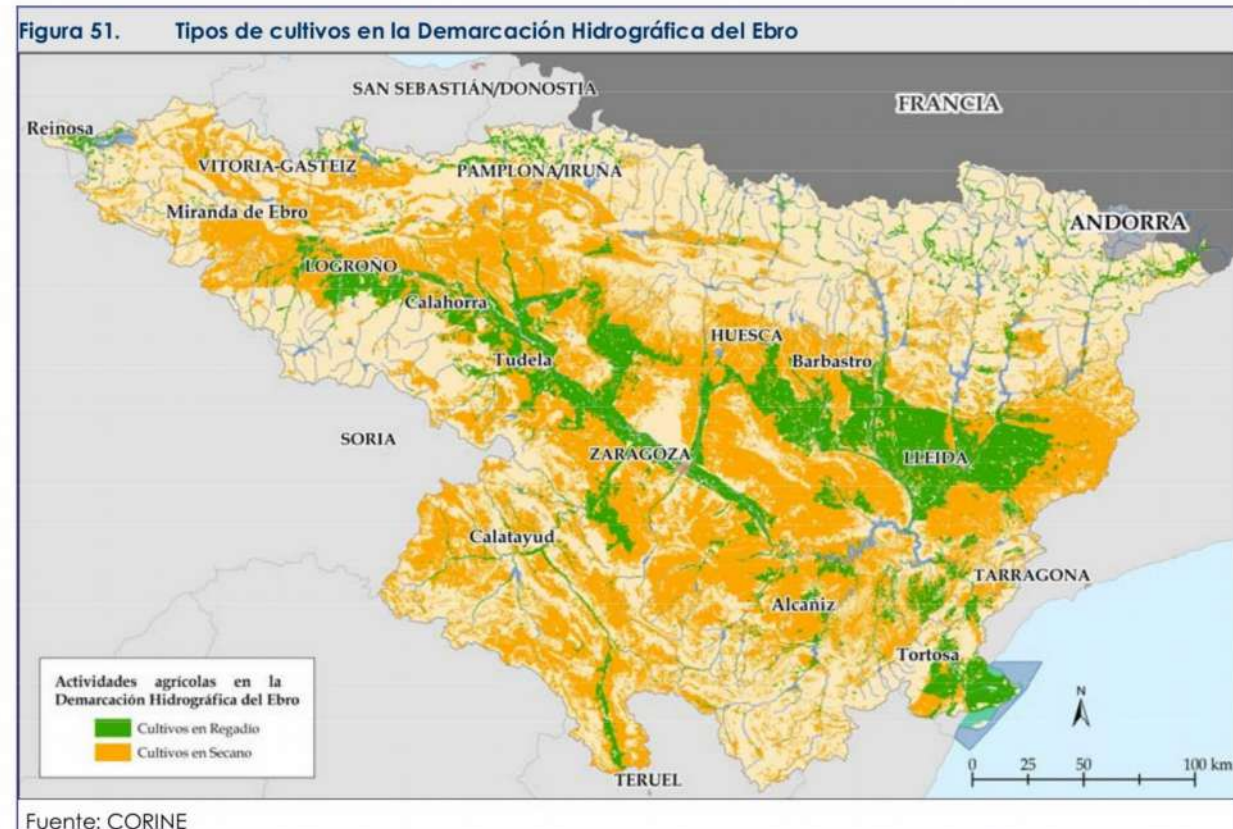 Figura 51. Tipos de cultivos en la Demarcación Hidrográfica del Ebro
SAN SEBASTIÁN/DONOSTIA
FRANCIA
Reinosa
VITORIA-GASTEIZ
PAMPLONA/IRUÑA
Miranda de Ebro
ANDORRA
LOGROÑO
Calahorra
HUESCA
Tudela
Barbastro
SORIA
ZARAGOZA
LLEIDA
Calatayud
TARRAGONA
Alcañiz
Tortosa
Actividades agrícolas en la
Demarcación Hidrográfica del Ebro
Cultivos en Regadío
Cultivos en Secano
N
TERUEL
0 25 50 100 km
Fuente: CORINE